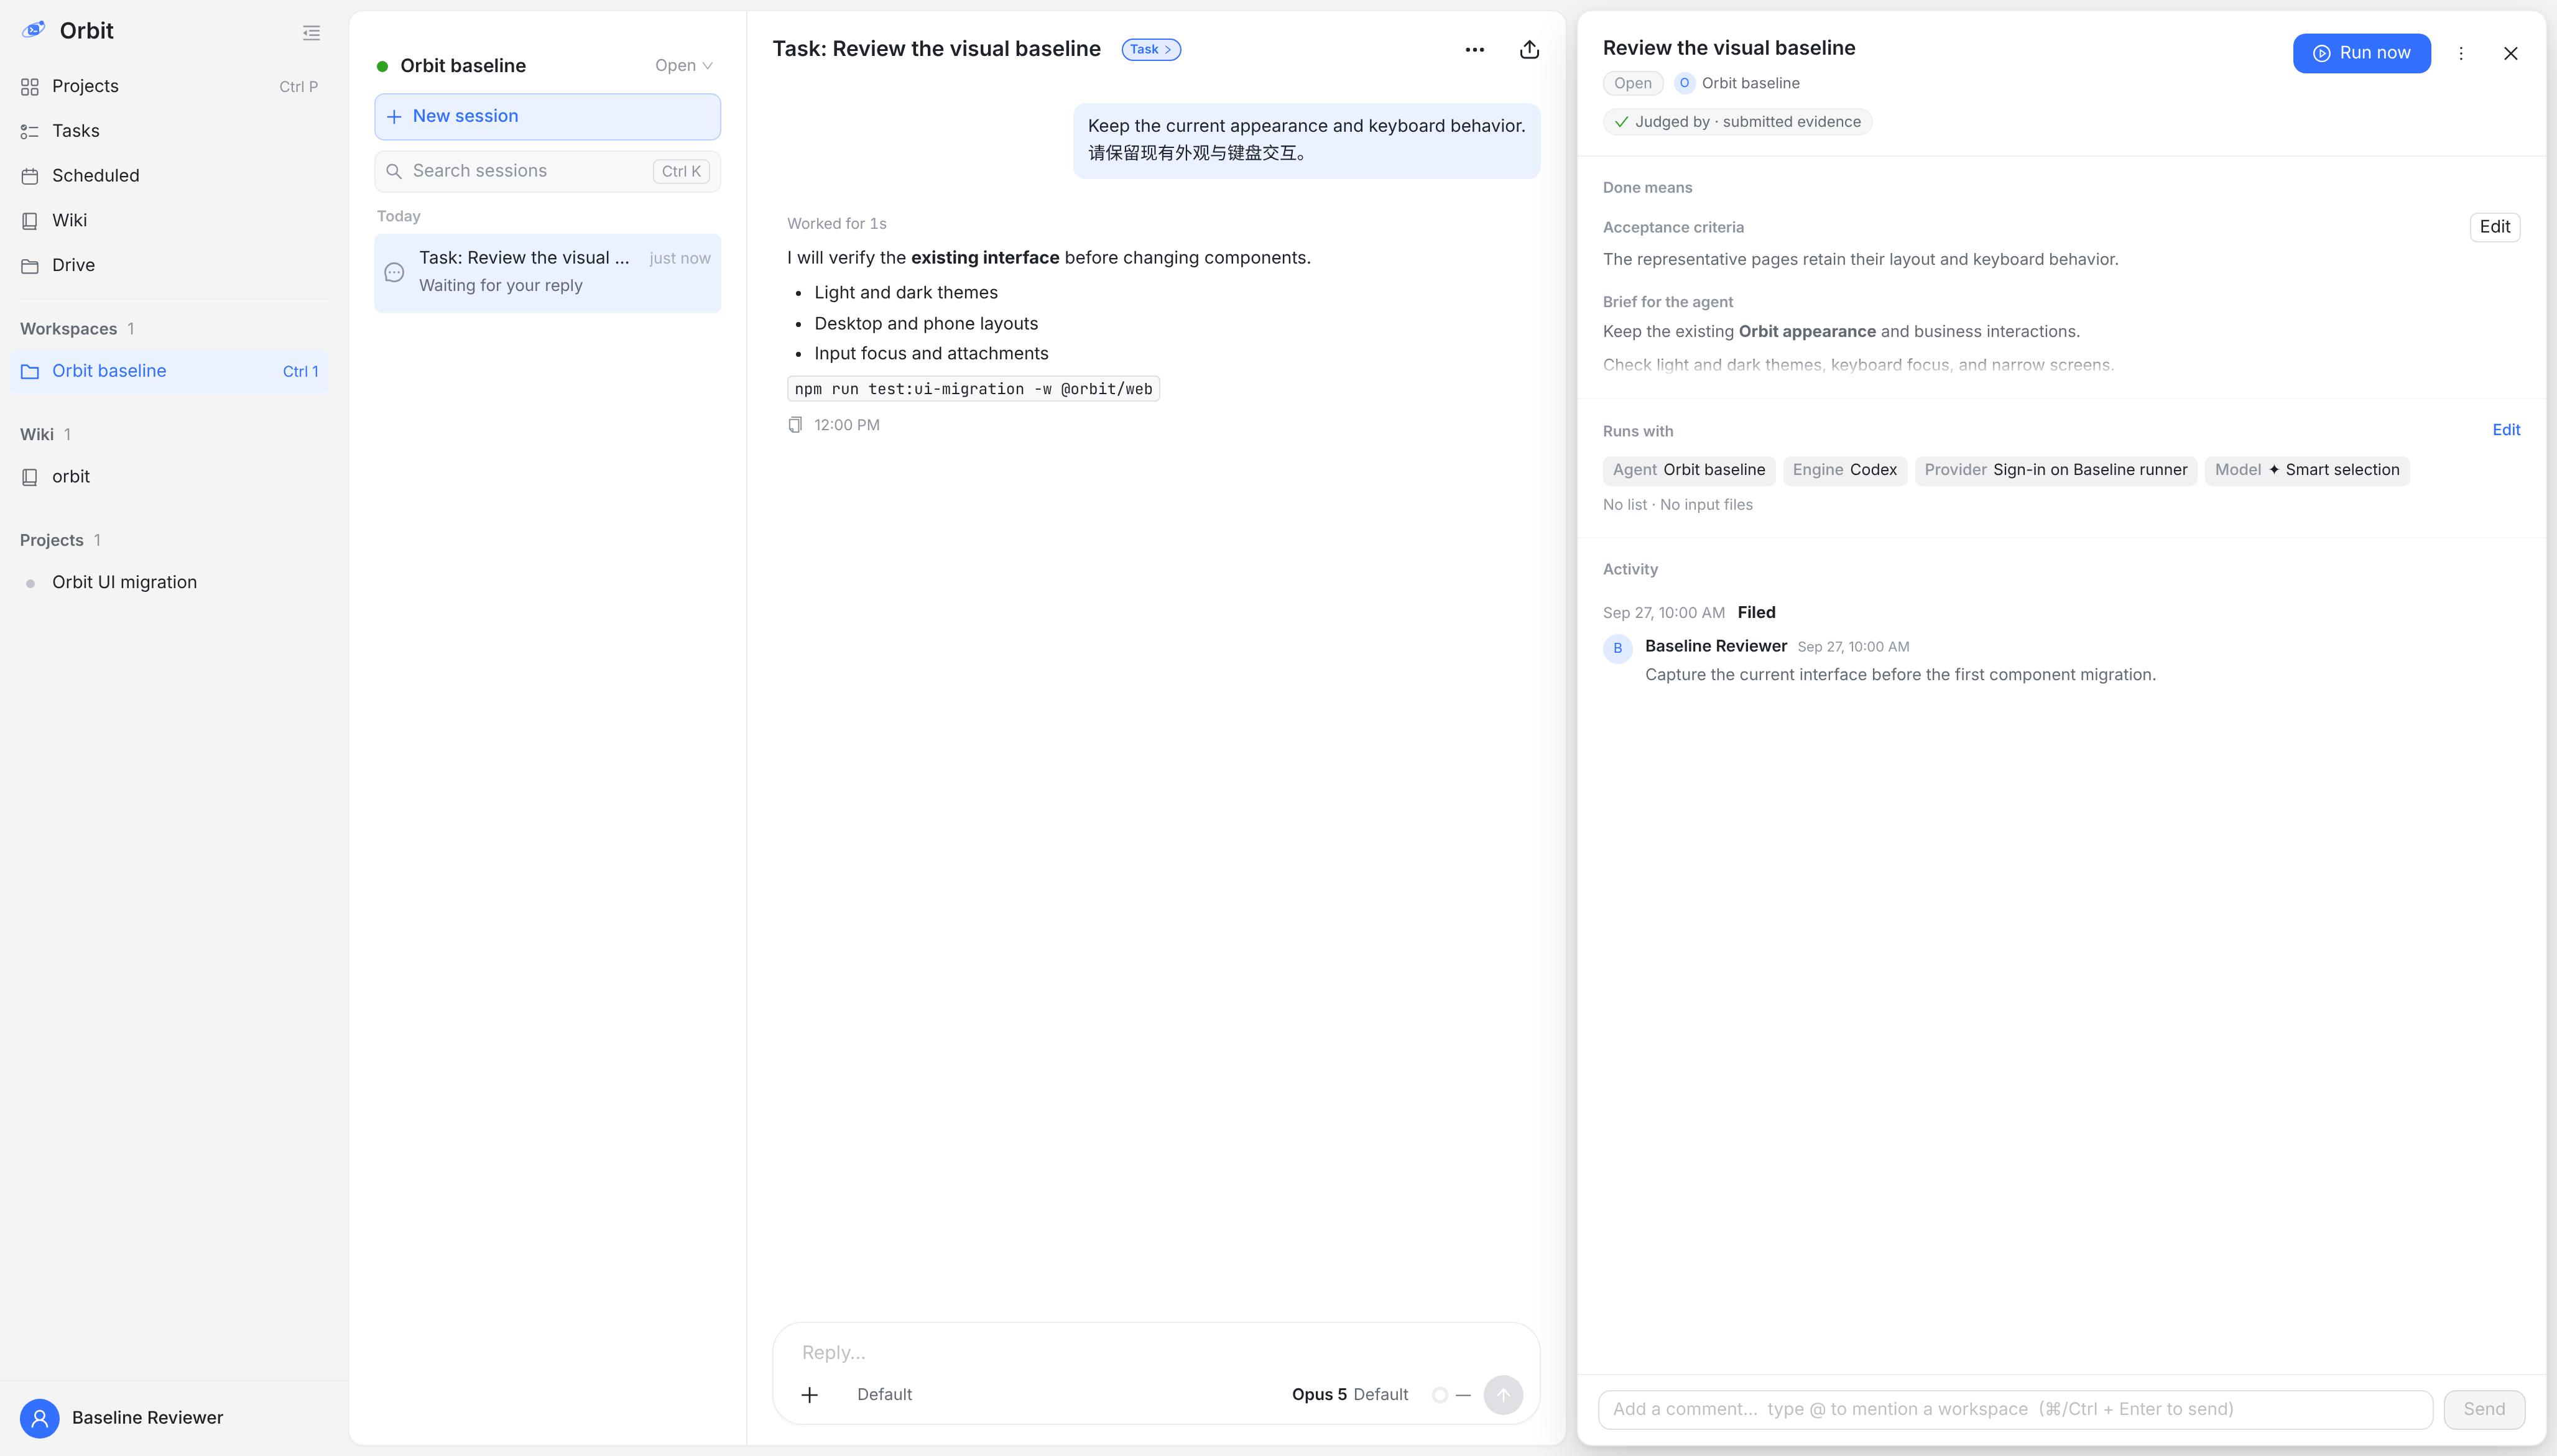 Orbit
Projects Ctrl P
Tasks
Scheduled
Wiki
Drive
Workspaces 1
Orbit baseline Ctrl 1
Wiki 1
orbit
Projects 1
Orbit UI migration
Baseline Reviewer
Orbit baseline Open
New session
Search sessions Ctrl K
Today
Task: Review the visual ... just now
Waiting for your reply
Task: Review the visual baseline Task >
Keep the current appearance and keyboard behavior.
请保留现有外观与键盘交互。
Worked for 1s
I will verify the existing interface before changing components.
• Light and dark themes
• Desktop and phone layouts
• Input focus and attachments
npm run test:ui-migration -w @orbit/web
12:00 PM
Reply...
Default Opus 5 Default —
Review the visual baseline Run now
Open O Orbit baseline
Judged by · submitted evidence
Done means
Acceptance criteria Edit
The representative pages retain their layout and keyboard behavior.
Brief for the agent
Keep the existing Orbit appearance and business interactions.
Check light and dark themes, keyboard focus, and narrow screens.
Runs with Edit
Agent Orbit baseline Engine Codex Provider Sign-in on Baseline runner Model ✦ Smart selection
No list · No input files
Activity
Sep 27, 10:00 AM Filed
B Baseline Reviewer Sep 27, 10:00 AM
Capture the current interface before the first component migration.
Add a comment... type @ to mention a workspace (⌘/Ctrl + Enter to send) Send